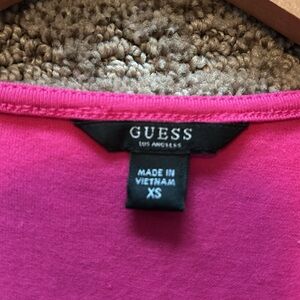 GUESS
LOS ANGELES
MADE IN
VIETNAM
XS